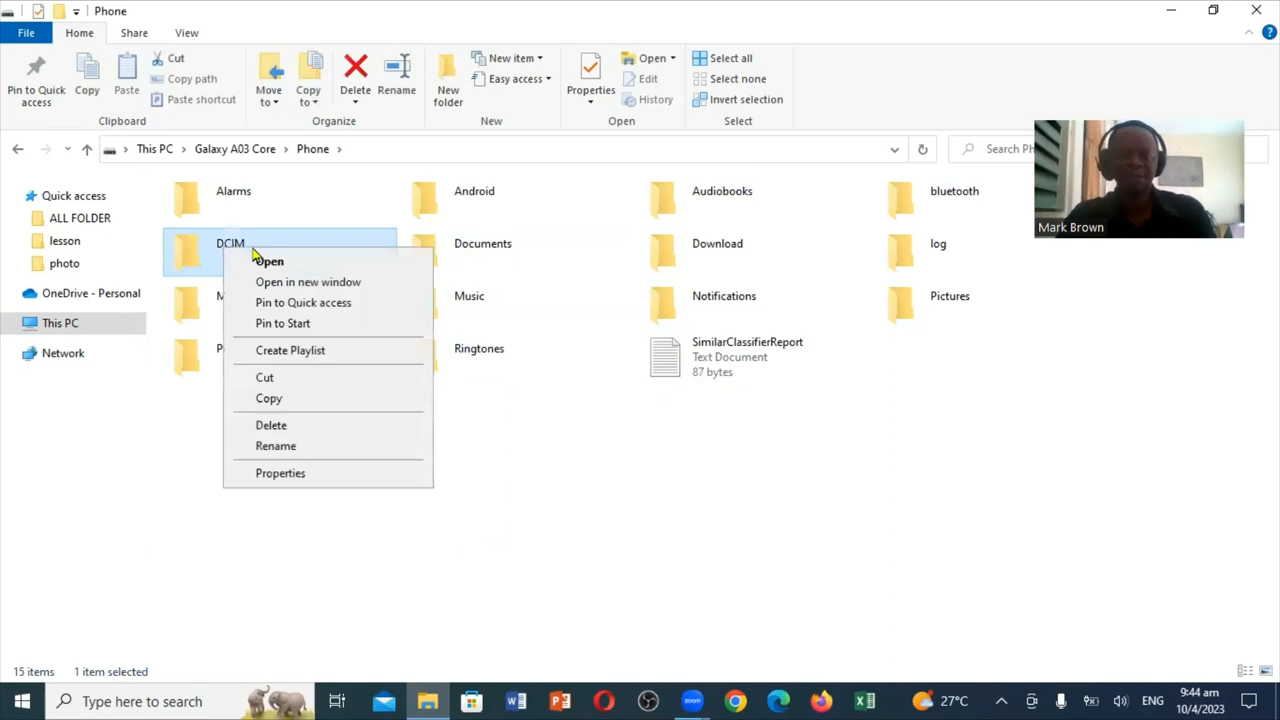 Phone
File Home Share View
Pin to Quick access
Copy
Paste
Cut
Copy path
Paste shortcut
Move to
Copy to
Delete
Rename
New folder
New item
Easy access
Properties
Open
Edit
History
Select all
Select none
Invert selection
Clipboard Organize New Open Select
This PC > Galaxy A03 Core > Phone >
Search Ph
Mark Brown
Quick access
ALL FOLDER
lesson
photo
OneDrive - Personal
This PC
Network
Alarms Android Audiobooks bluetooth
DCIM Documents Download log
M Music Notifications Pictures
P Ringtones SimilarClassifierReport
Text Document
87 bytes
Open
Open in new window
Pin to Quick access
Pin to Start
Create Playlist
Cut
Copy
Delete
Rename
Properties
15 items 1 item selected
Type here to search
zoom
27°C
ENG
9:44 am
10/4/2023